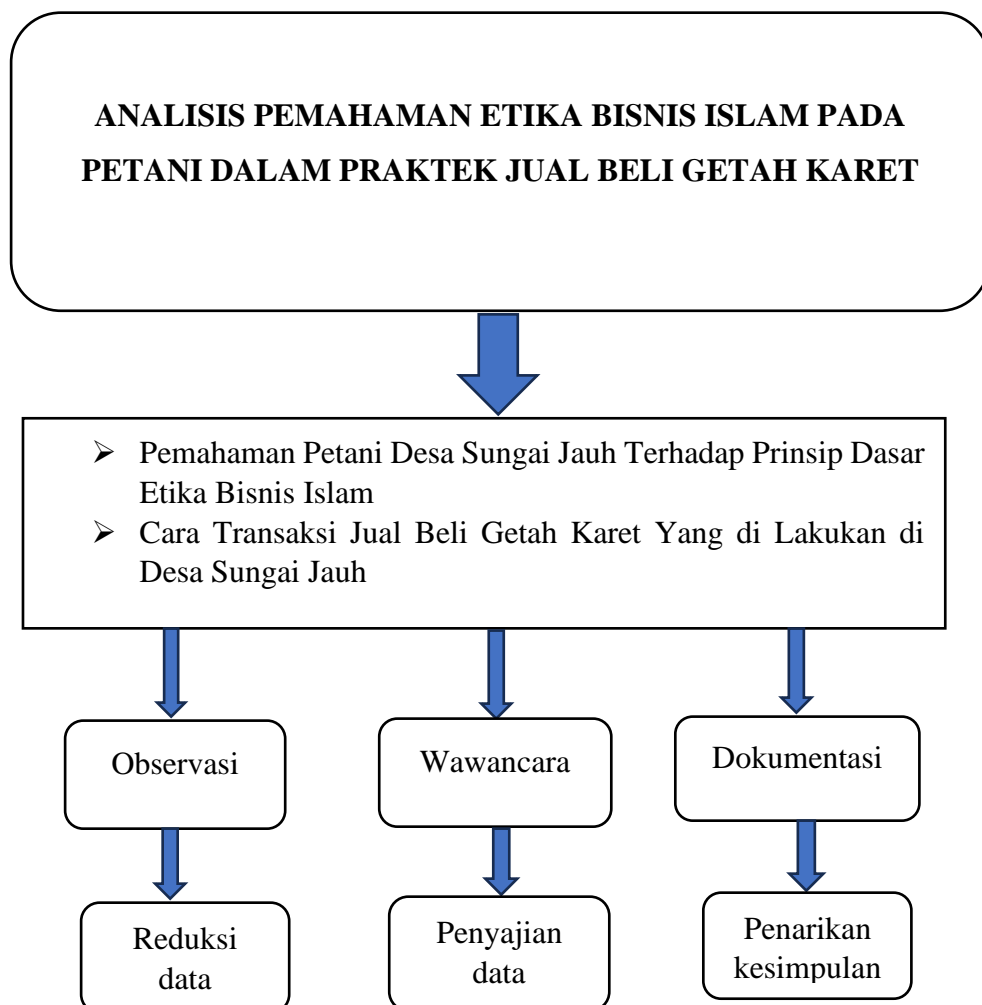 ANALISIS PEMAHAMAN ETIKA BISNIS ISLAM PADA
PETANI DALAM PRAKTEK JUAL BELI GETAH KARET
➢ Pemahaman Petani Desa Sungai Jauh Terhadap Prinsip Dasar
Etika Bisnis Islam
➢ Cara Transaksi Jual Beli Getah Karet Yang di Lakukan di
Desa Sungai Jauh
Observasi
Wawancara
Dokumentasi
Reduksi
data
Penyajian
data
Penarikan
kesimpulan